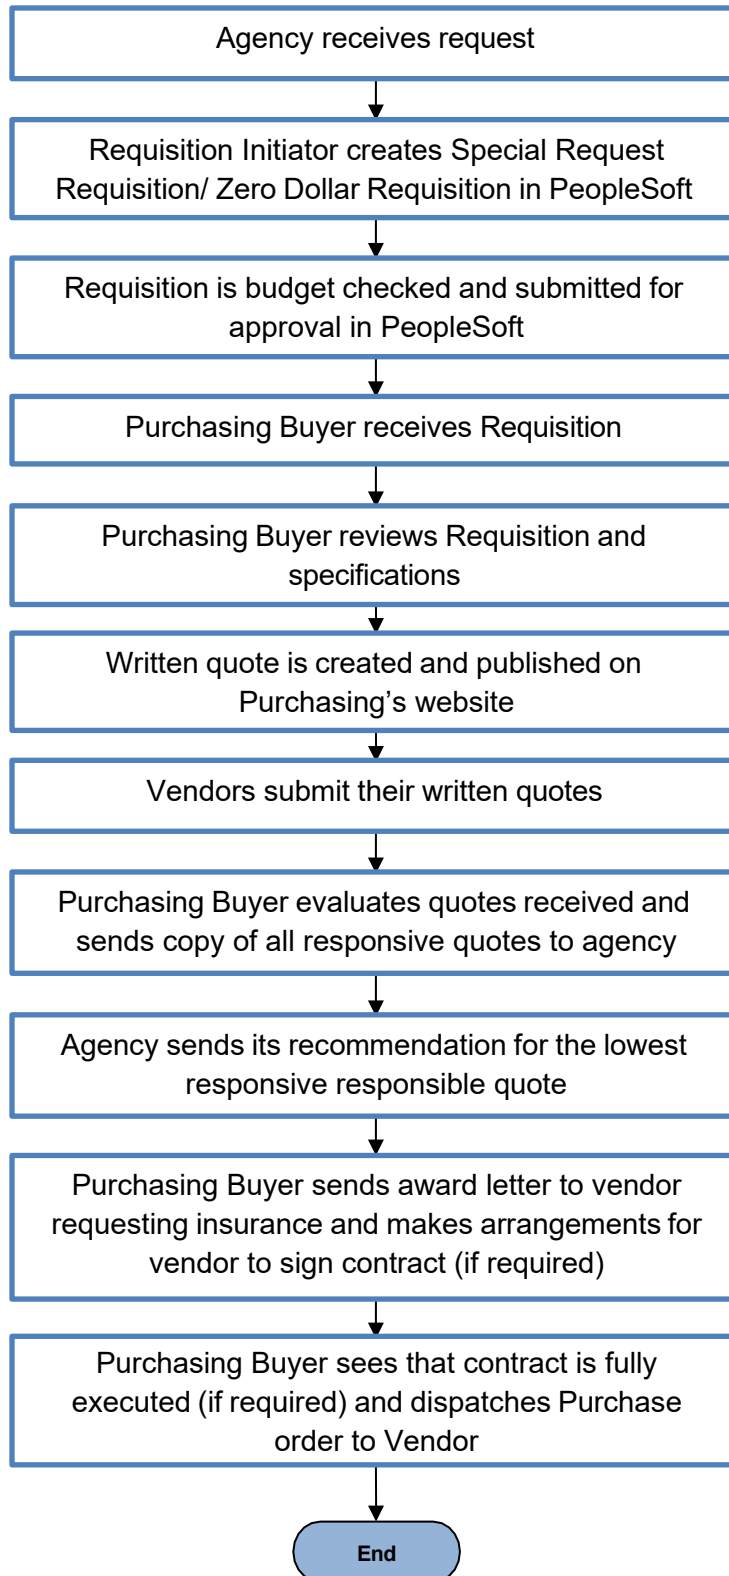 Agency receives request
Requisition Initiator creates Special Request
Requisition/ Zero Dollar Requisition in PeopleSoft
Requisition is budget checked and submitted for
approval in PeopleSoft
Purchasing Buyer receives Requisition
Purchasing Buyer reviews Requisition and
specifications
Written quote is created and published on
Purchasing’s website
Vendors submit their written quotes
Purchasing Buyer evaluates quotes received and
sends copy of all responsive quotes to agency
Agency sends its recommendation for the lowest
responsive responsible quote
Purchasing Buyer sends award letter to vendor
requesting insurance and makes arrangements for
vendor to sign contract (if required)
Purchasing Buyer sees that contract is fully
executed (if required) and dispatches Purchase
order to Vendor
End